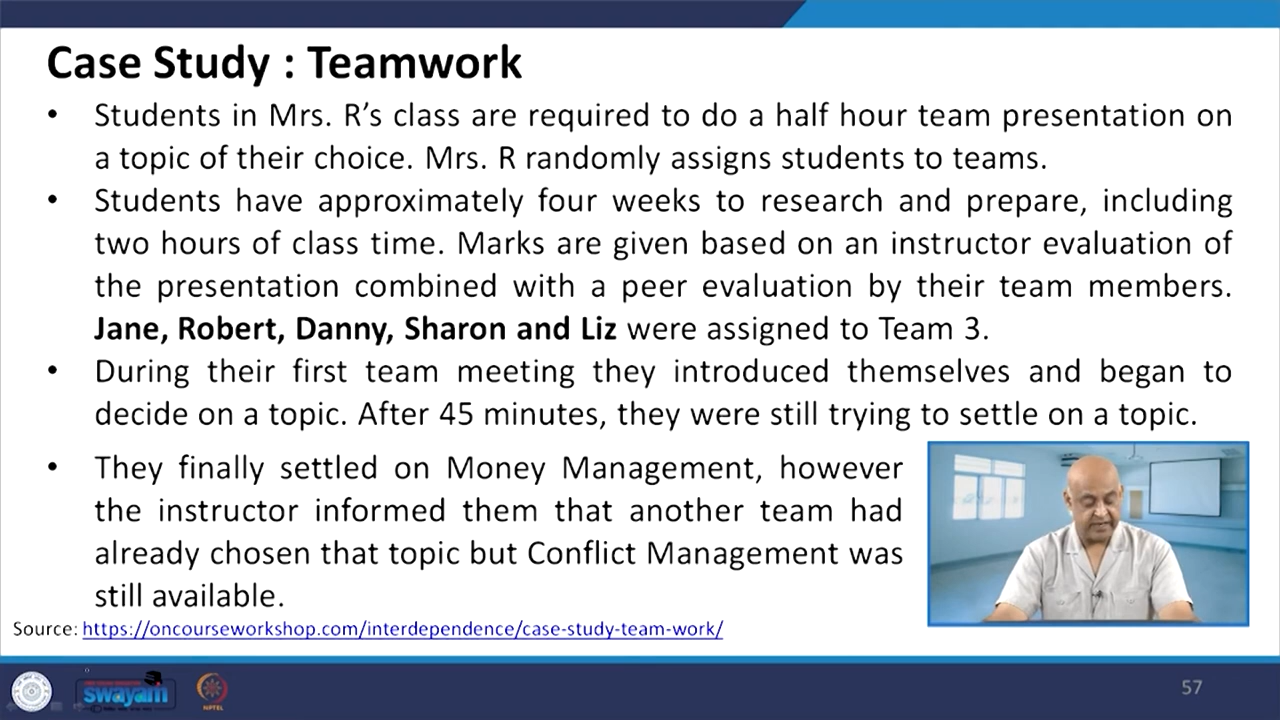 Case Study : Teamwork
• Students in Mrs. R’s class are required to do a half hour team presentation on
a topic of their choice. Mrs. R randomly assigns students to teams.
• Students have approximately four weeks to research and prepare, including
two hours of class time. Marks are given based on an instructor evaluation of
the presentation combined with a peer evaluation by their team members.
Jane, Robert, Danny, Sharon and Liz were assigned to Team 3.
• During their first team meeting they introduced themselves and began to
decide on a topic. After 45 minutes, they were still trying to settle on a topic.
• They finally settled on Money Management, however
the instructor informed them that another team had
already chosen that topic but Conflict Management was
still available.
Source: https://oncourseworkshop.com/interdependence/case-study-team-work/
swayam
NPTEL
57